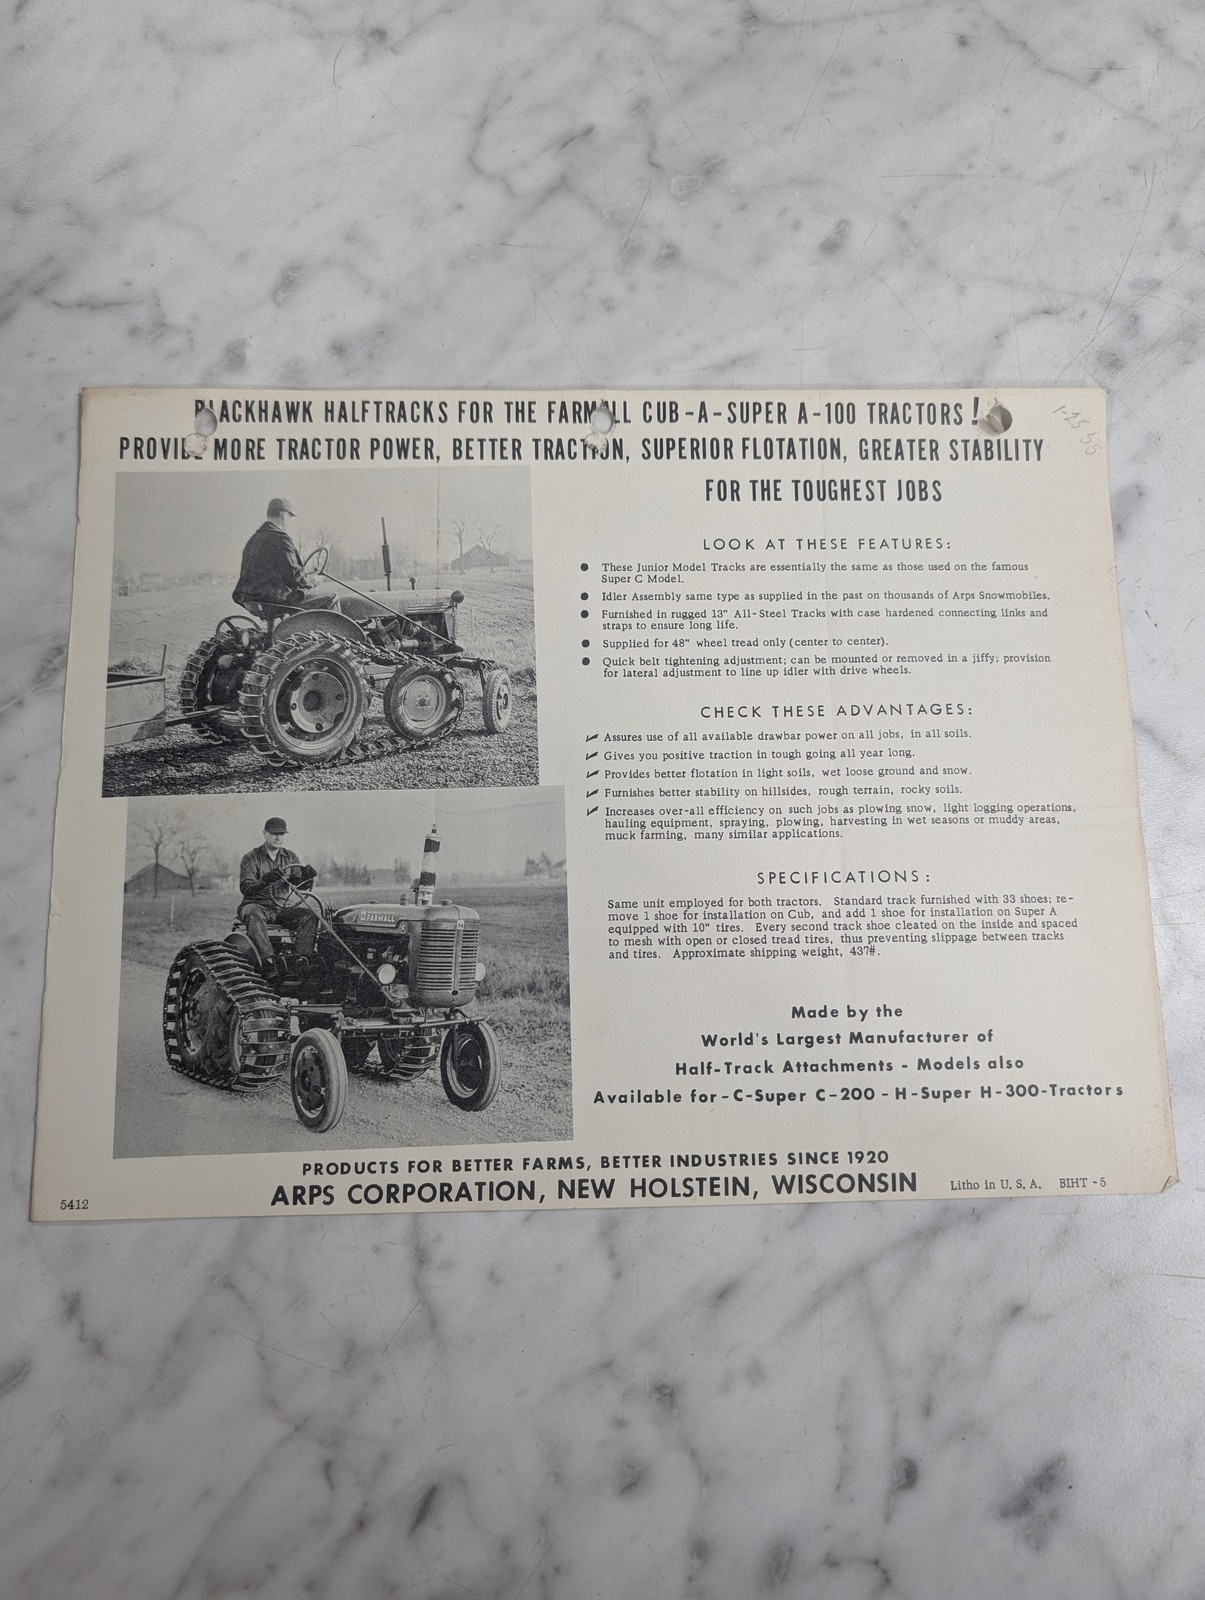 BLACKHAWK HALFTRACKS FOR THE FARMALL CUB-A-SUPER A-100 TRACTORS!
PROVIDE MORE TRACTOR POWER, BETTER TRACTION, SUPERIOR FLOTATION, GREATER STABILITY
FOR THE TOUGHEST JOBS
1-25-55
LOOK AT THESE FEATURES:
● These Junior Model Tracks are essentially the same as those used on the famous
Super C Model.
● Idler Assembly same type as supplied in the past on thousands of Arps Snowmobiles.
● Furnished in rugged 13" All-Steel Tracks with case hardened connecting links and
straps to ensure long life.
● Supplied for 48" wheel tread only (center to center).
● Quick belt tightening adjustment; can be mounted or removed in a jiffy; provision
for lateral adjustment to line up idler with drive wheels.
CHECK THESE ADVANTAGES:
Assures use of all available drawbar power on all jobs, in all soils.
Gives you positive traction in tough going all year long.
Provides better flotation in light soils, wet loose ground and snow.
Furnishes better stability on hillsides, rough terrain, rocky soils.
Increases over-all efficiency on such jobs as plowing snow, light logging operations,
hauling equipment, spraying, plowing, harvesting in wet seasons or muddy areas,
muck farming, many similar applications.
SPECIFICATIONS:
Same unit employed for both tractors. Standard track furnished with 33 shoes; re-
move 1 shoe for installation on Cub, and add 1 shoe for installation on Super A
equipped with 10" tires. Every second track shoe cleated on the inside and spaced
to mesh with open or closed tread tires, thus preventing slippage between tracks
and tires. Approximate shipping weight, 437#.
FARMALL
Made by the
World's Largest Manufacturer of
Half-Track Attachments - Models also
Available for - C-Super C-200 - H-Super H-300-Tractors
PRODUCTS FOR BETTER FARMS, BETTER INDUSTRIES SINCE 1920
ARPS CORPORATION, NEW HOLSTEIN, WISCONSIN
Litho in U. S. A. BIHT - 5
5412